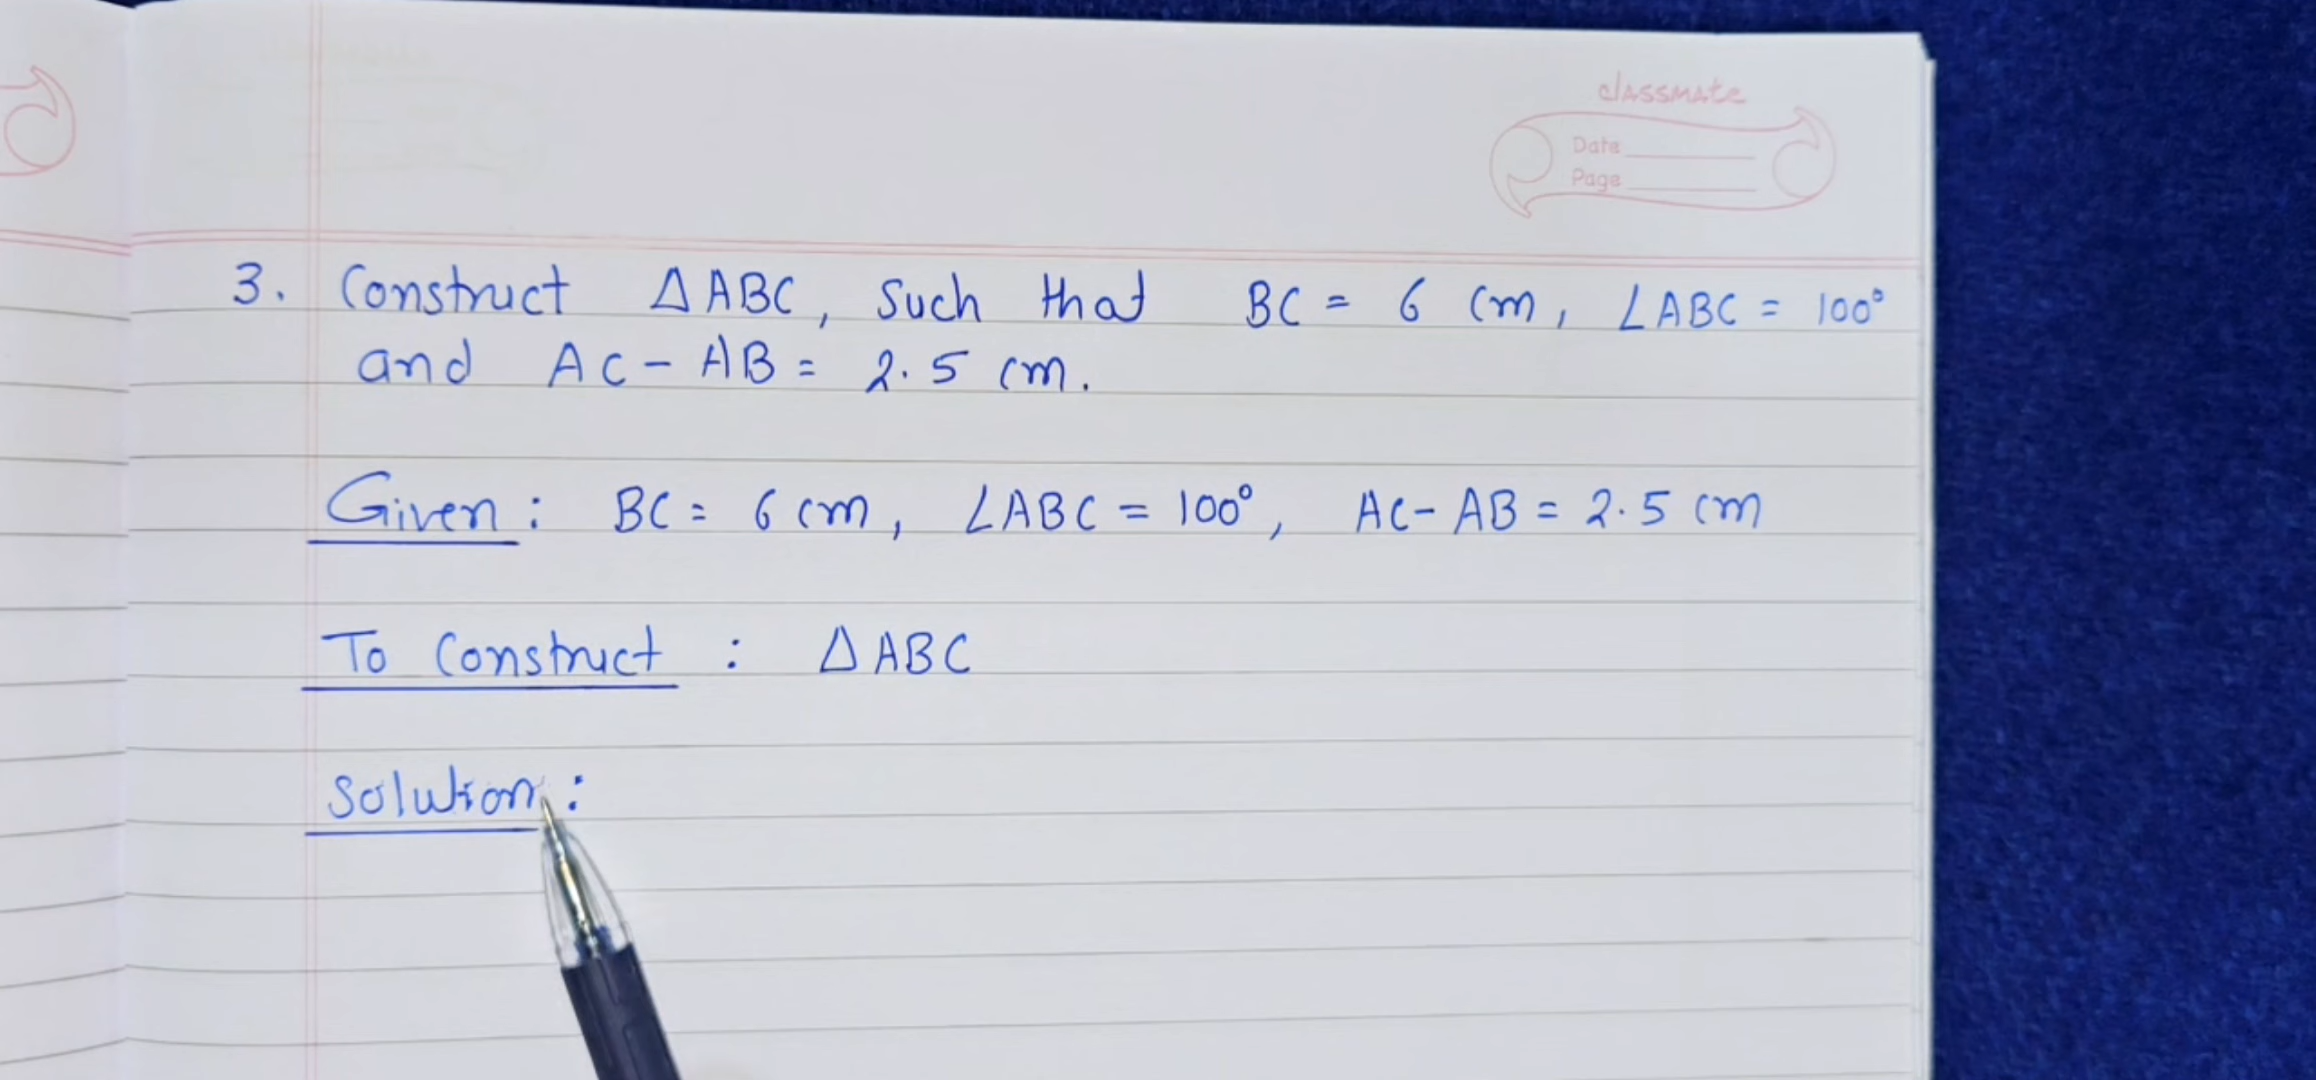 classmate
Date
Page
3. Construct ΔABC, Such that BC = 6 cm, ∠ABC = 100°
and AC - AB = 2.5 cm.
Given : BC = 6 cm, ∠ABC = 100°, AC - AB = 2.5 cm
To Construct : ΔABC
Solution :